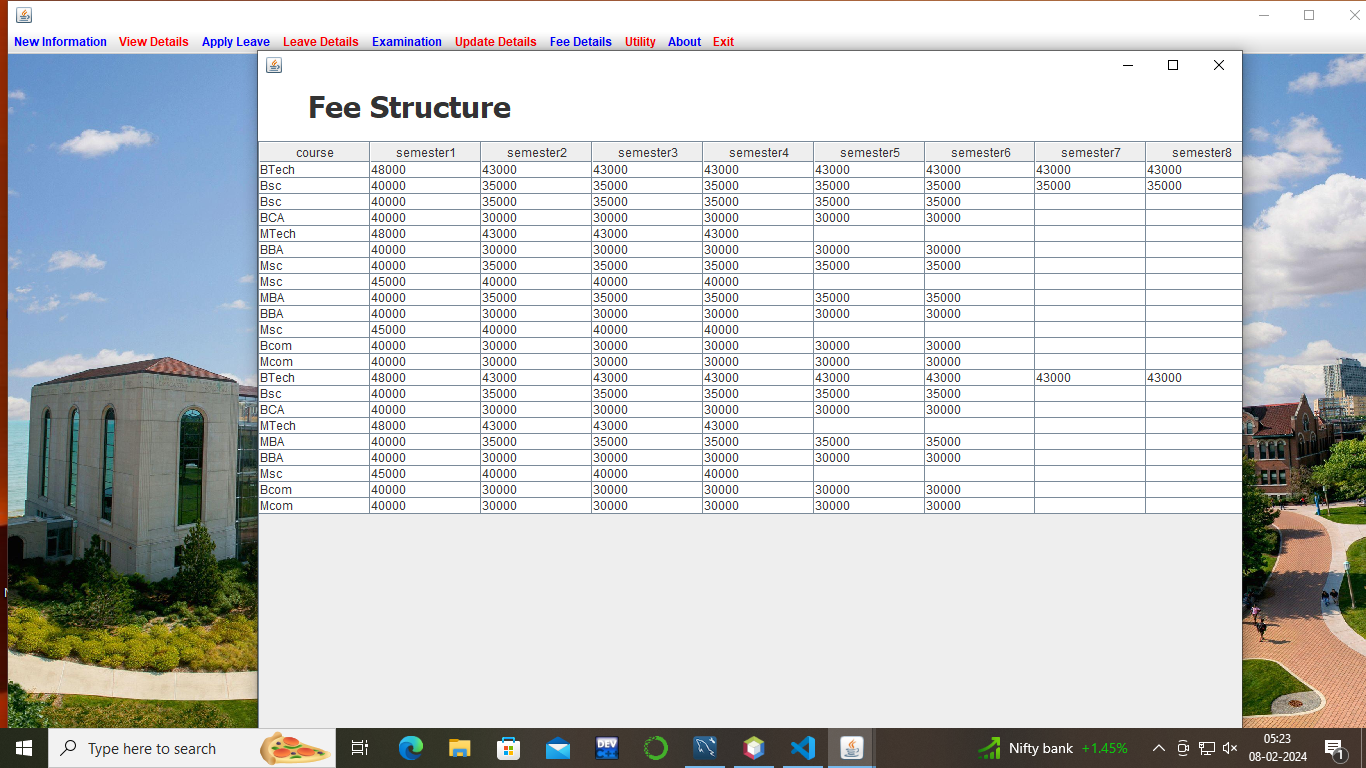 New Information View Details Apply Leave Leave Details Examination Update Details Fee Details Utility About Exit
Fee Structure
course semester1 semester2 semester3 semester4 semester5 semester6 semester7 semester8
BTech 48000 43000 43000 43000 43000 43000 43000 43000
Bsc 40000 35000 35000 35000 35000 35000 35000 35000
Bsc 40000 35000 35000 35000 35000 35000
BCA 40000 30000 30000 30000 30000 30000
MTech 48000 43000 43000 43000
BBA 40000 30000 30000 30000 30000 30000
Msc 40000 35000 35000 35000 35000 35000
Msc 45000 40000 40000 40000
MBA 40000 35000 35000 35000 35000 35000
BBA 40000 30000 30000 30000 30000 30000
Msc 45000 40000 40000 40000
Bcom 40000 30000 30000 30000 30000 30000
Mcom 40000 30000 30000 30000 30000 30000
BTech 48000 43000 43000 43000 43000 43000 43000 43000
Bsc 40000 35000 35000 35000 35000 35000
BCA 40000 30000 30000 30000 30000 30000
MTech 48000 43000 43000 43000
MBA 40000 35000 35000 35000 35000 35000
BBA 40000 30000 30000 30000 30000 30000
Msc 45000 40000 40000 40000
Bcom 40000 30000 30000 30000 30000 30000
Mcom 40000 30000 30000 30000 30000 30000
Type here to search DEV Nifty bank +1.45% 05:23
08-02-2024 1